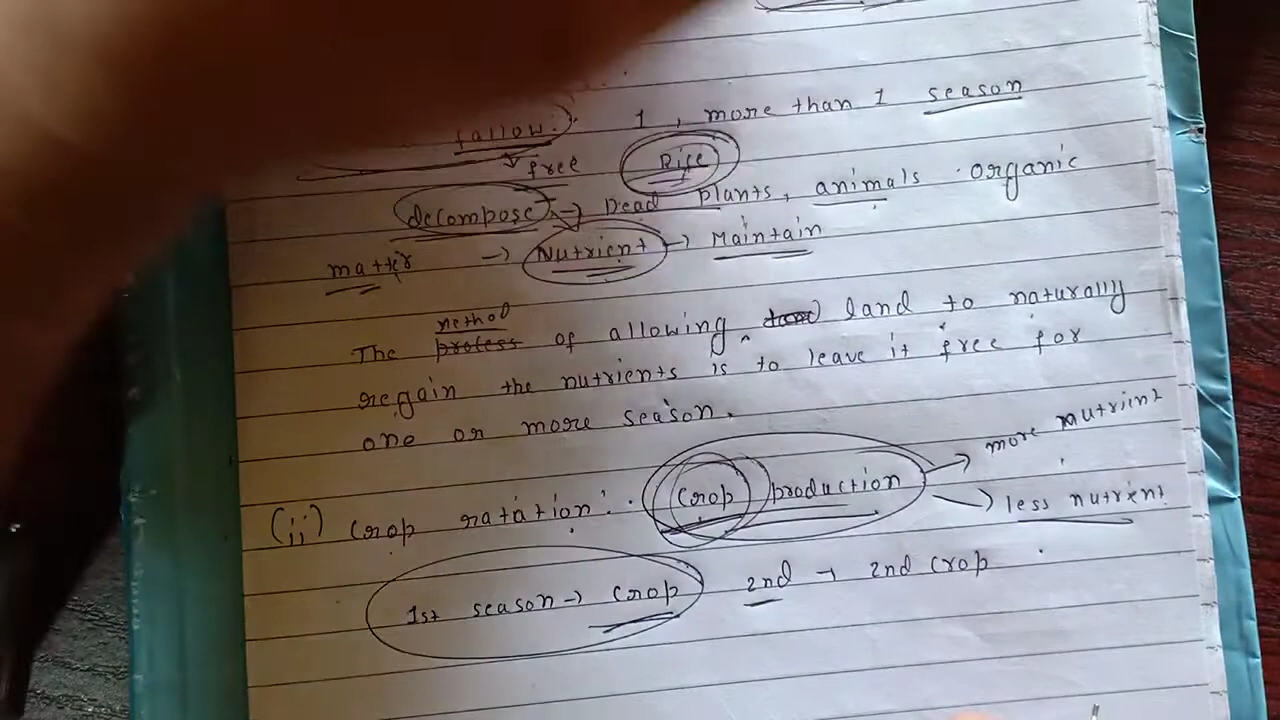 fallow: 1, more than 1 season
free Rice
decompose → Dead plants, animals . organic
matter → Nutrient → Maintain
method
The process of allowing land to naturally
regain the nutrients is to leave it free for
one or more season.
more nutrient
(ii) crop ratation: . crop production
less nutrient
1st season → crop 2nd → 2nd crop